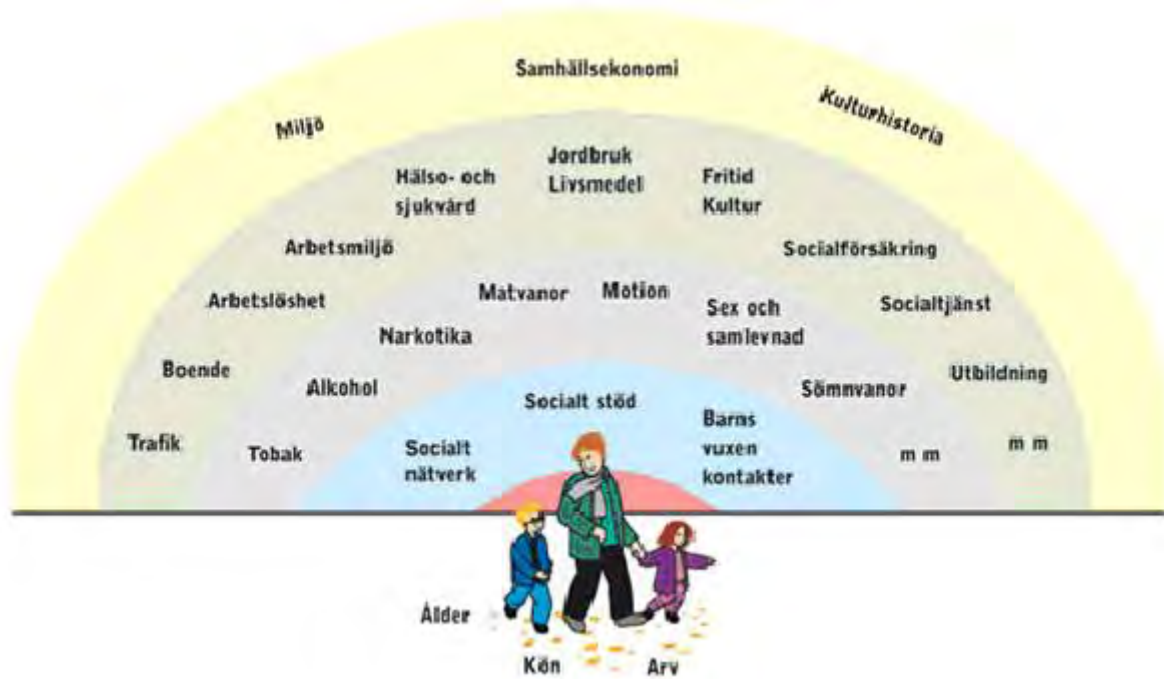 Samhällsekonomi
Miljö
Kulturhistoria
Jordbruk
Livsmedel
Hälso- och
sjukvård
Fritid
Kultur
Arbetsmiljö
Socialförsäkring
Arbetslöshet
Socialtjänst
Boende
Utbildning
Trafik
m m
Matvanor
Motion
Narkotika
Sex och
samlevnad
Alkohol
Sömnvanor
Tobak
m m
Socialt stöd
Socialt
nätverk
Barns
vuxen
kontakter
Ålder
Kön
Arv